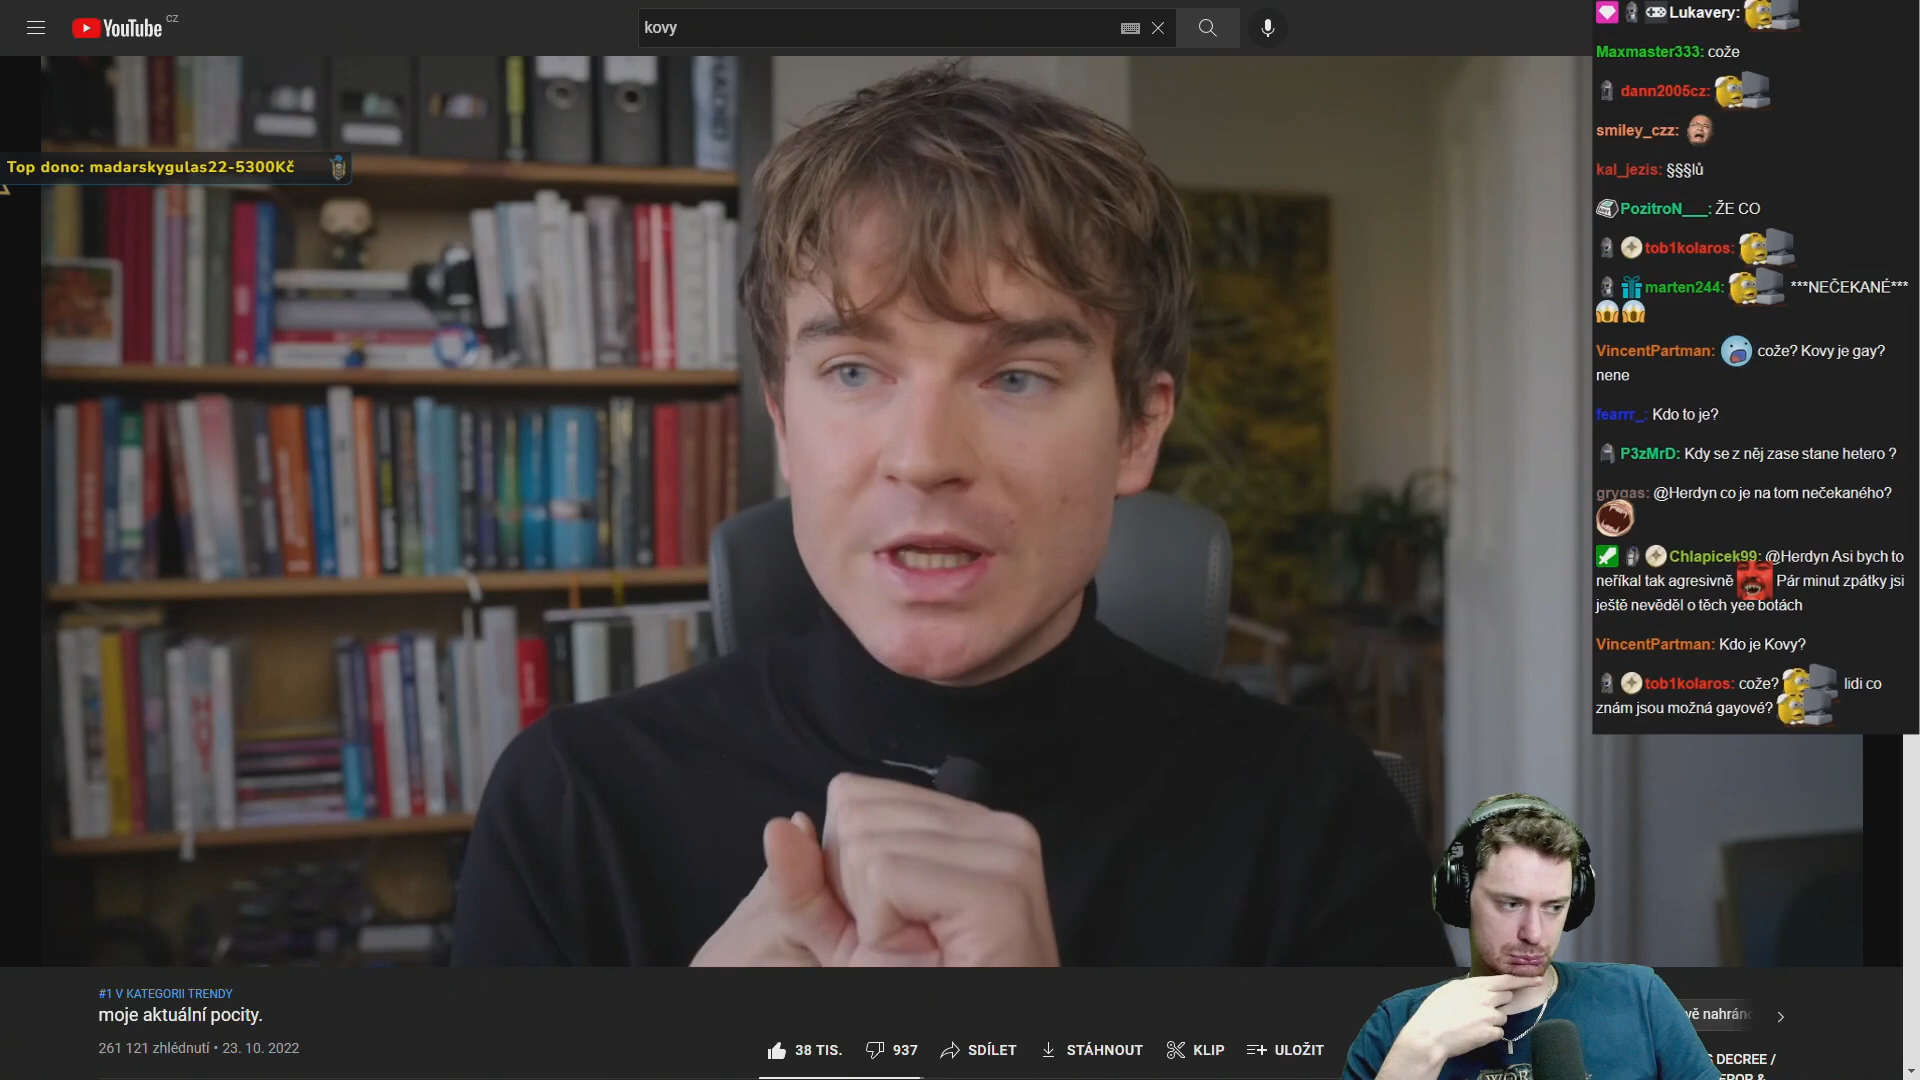 YouTube CZ
kovy
Top dono: madarskygulas22-5300Kč
Lukavery:
Maxmaster333: cože
dann2005cz:
smiley_czz:
kal_jezis: §§§lů
PozitroN___: ŽE CO
tob1kolaros:
marten244: ***NEČEKANÉ***
VincentPartman: cože? Kovy je gay?
nene
fearrr_: Kdo to je?
P3zMrD: Kdy se z něj zase stane hetero ?
grygas: @Herdyn co je na tom nečekaného?
Chlapicek99: @Herdyn Asi bych to
neříkal tak agresivně Pár minut zpátky jsi
ještě nevěděl o těch yee botách
VincentPartman: Kdo je Kovy?
tob1kolaros: cože? lidi co
znám jsou možná gayové?
#1 V KATEGORII TRENDY
moje aktuální pocity.
261 121 zhlédnutí • 23. 10. 2022
38 TIS.
937
SDÍLET
STÁHNOUT
KLIP
ULOŽIT
vě nahrán
DECREE /